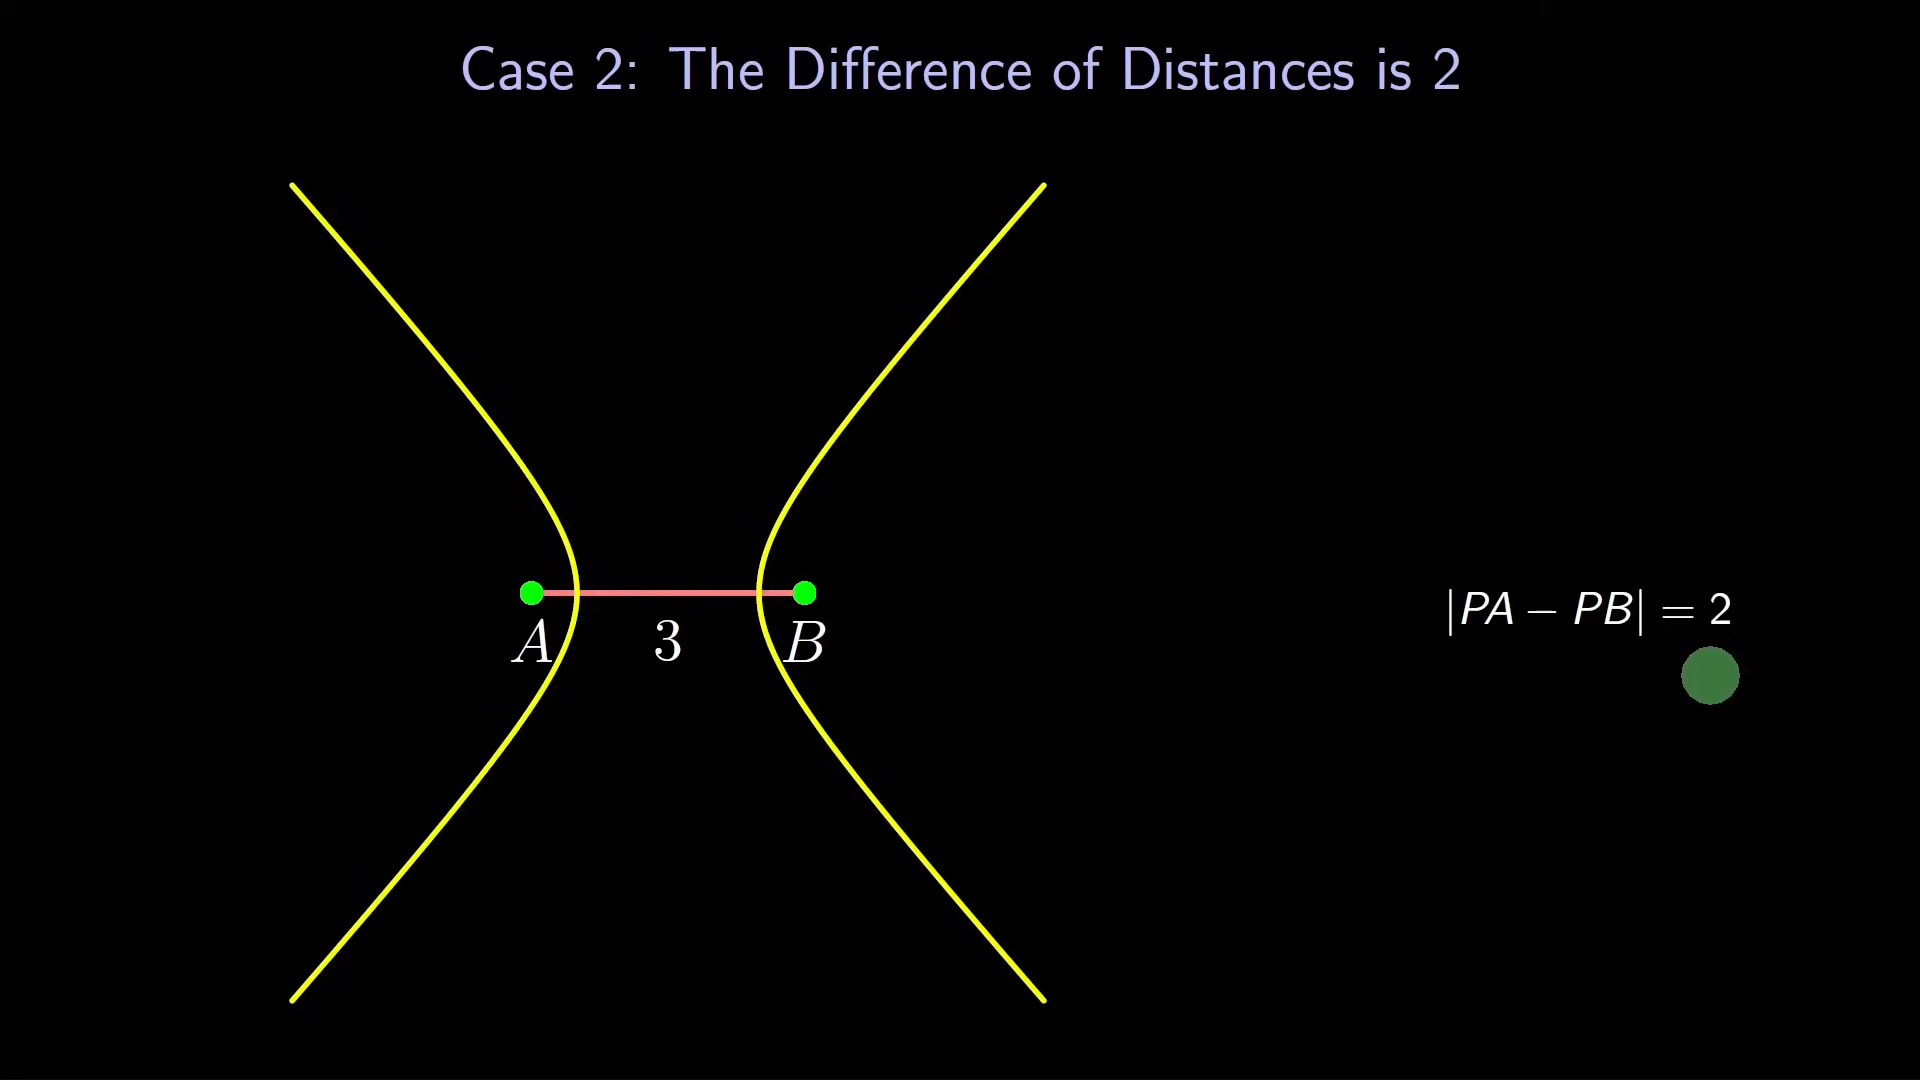 Case 2: The Difference of Distances is 2
|PA − PB| = 2
A 3 B